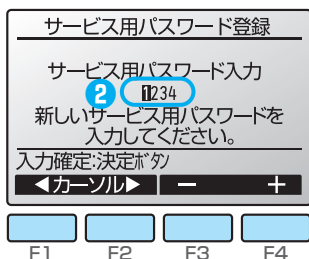 サービス用パスワード登録
サービス用パスワード入力
2 1234
新しいサービス用パスワードを
入力してください。
入力確定:決定ボタン
◀カーソル▶ － ＋
F1 F2 F3 F4